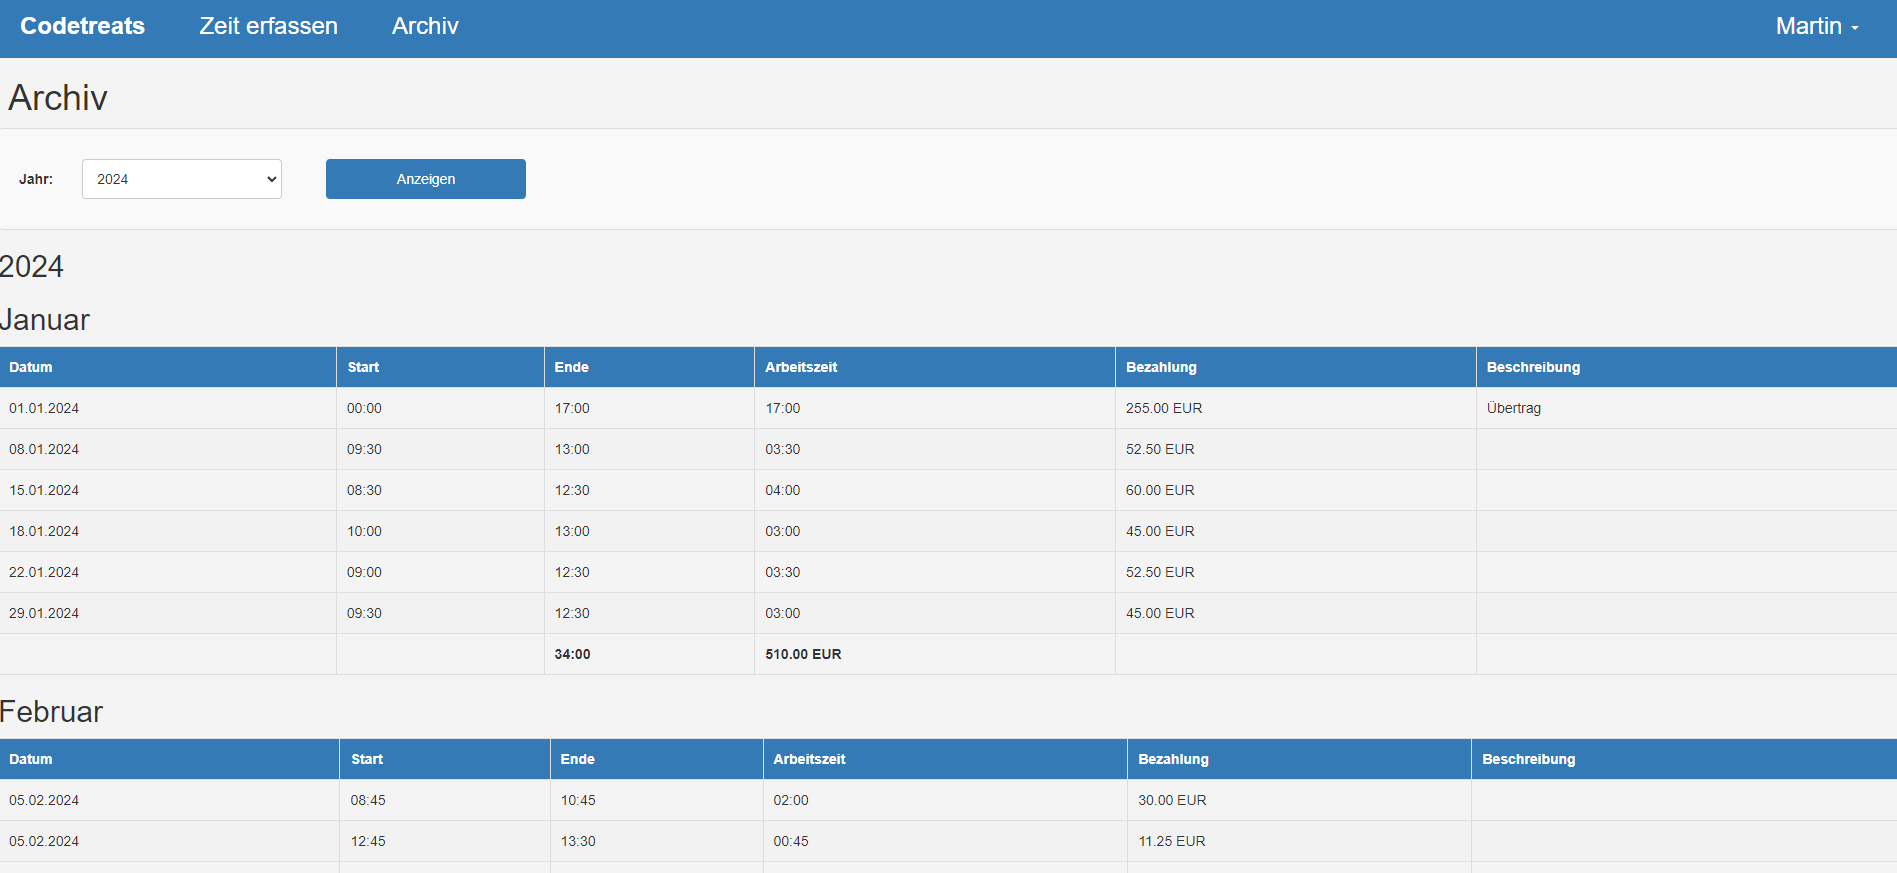 Codetreats Zeit erfassen Archiv Martin
Archiv
Jahr: 2024 Anzeigen
2024
Januar
Datum Start Ende Arbeitszeit Bezahlung Beschreibung
01.01.2024 00:00 17:00 17:00 255.00 EUR Übertrag
08.01.2024 09:30 13:00 03:30 52.50 EUR
15.01.2024 08:30 12:30 04:00 60.00 EUR
18.01.2024 10:00 13:00 03:00 45.00 EUR
22.01.2024 09:00 12:30 03:30 52.50 EUR
29.01.2024 09:30 12:30 03:00 45.00 EUR
34:00 510.00 EUR
Februar
Datum Start Ende Arbeitszeit Bezahlung Beschreibung
05.02.2024 08:45 10:45 02:00 30.00 EUR
05.02.2024 12:45 13:30 00:45 11.25 EUR